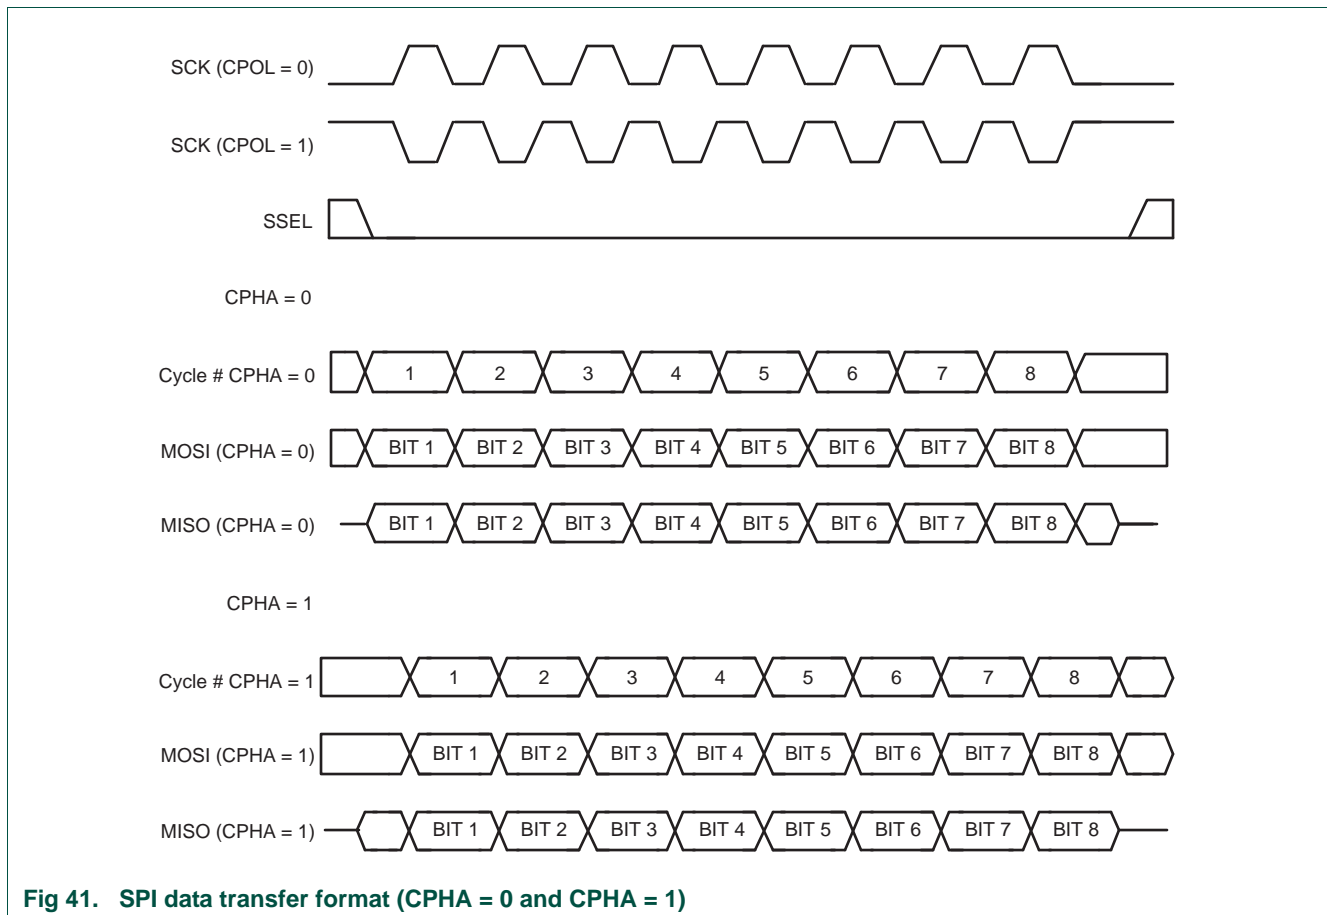 SCK (CPOL = 0)
SCK (CPOL = 1)
SSEL
CPHA = 0
Cycle # CPHA = 0 1 2 3 4 5 6 7 8
MOSI (CPHA = 0) BIT 1 BIT 2 BIT 3 BIT 4 BIT 5 BIT 6 BIT 7 BIT 8
MISO (CPHA = 0) BIT 1 BIT 2 BIT 3 BIT 4 BIT 5 BIT 6 BIT 7 BIT 8
CPHA = 1
Cycle # CPHA = 1 1 2 3 4 5 6 7 8
MOSI (CPHA = 1) BIT 1 BIT 2 BIT 3 BIT 4 BIT 5 BIT 6 BIT 7 BIT 8
MISO (CPHA = 1) BIT 1 BIT 2 BIT 3 BIT 4 BIT 5 BIT 6 BIT 7 BIT 8
Fig 41. SPI data transfer format (CPHA = 0 and CPHA = 1)